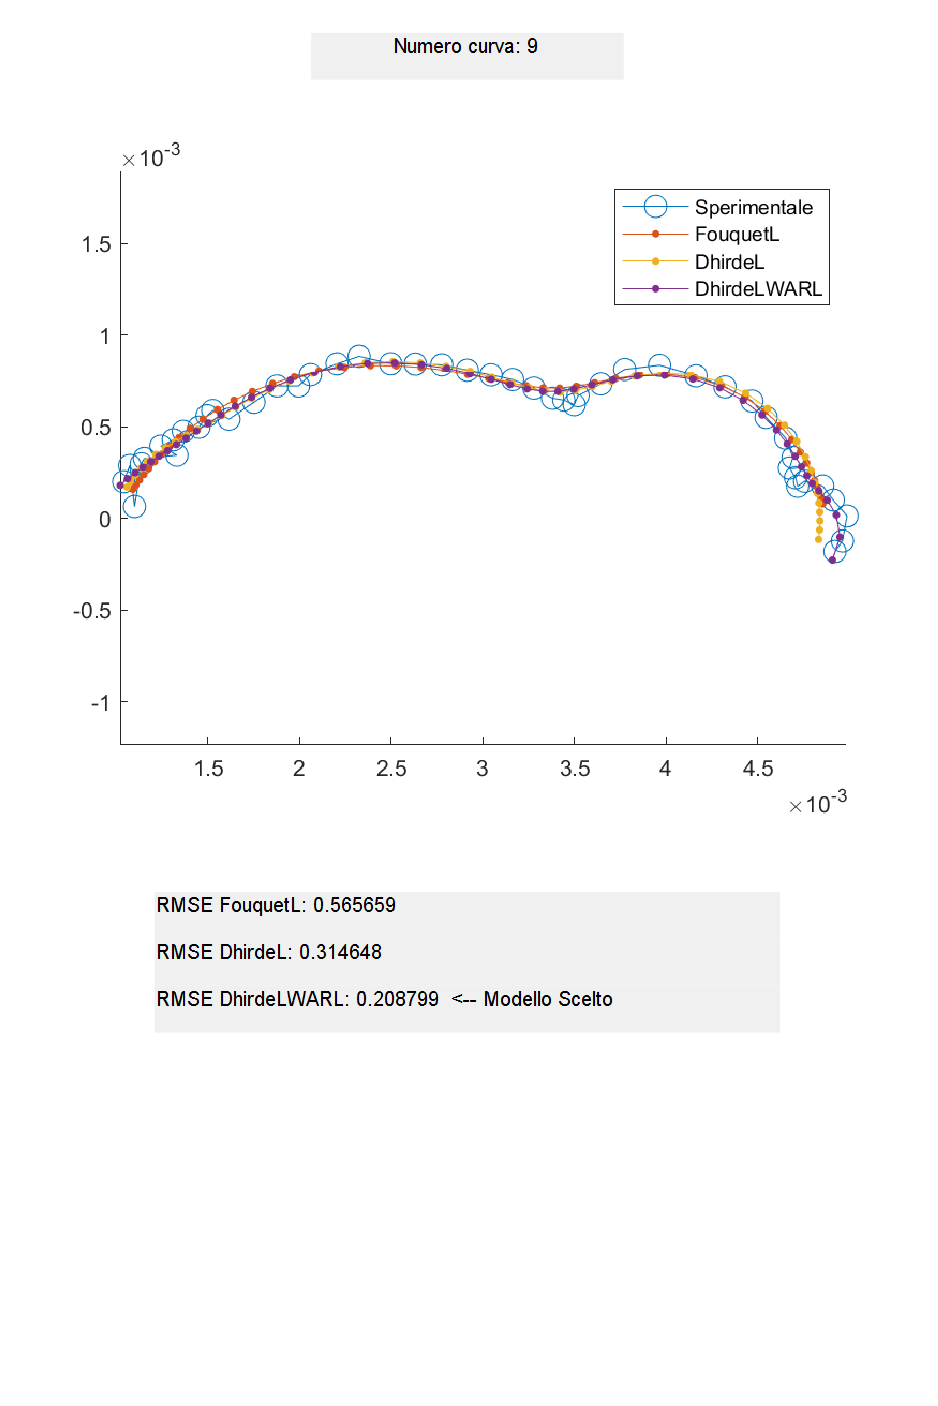 Numero curva: 9
×10-3
1.5
1
0.5
0
-0.5
-1
Sperimentale
FouquetL
DhirdeL
DhirdeLWARL
1.5 2 2.5 3 3.5 4 4.5
×10-3
RMSE FouquetL: 0.565659
RMSE DhirdeL: 0.314648
RMSE DhirdeLWARL: 0.208799 <-- Modello Scelto